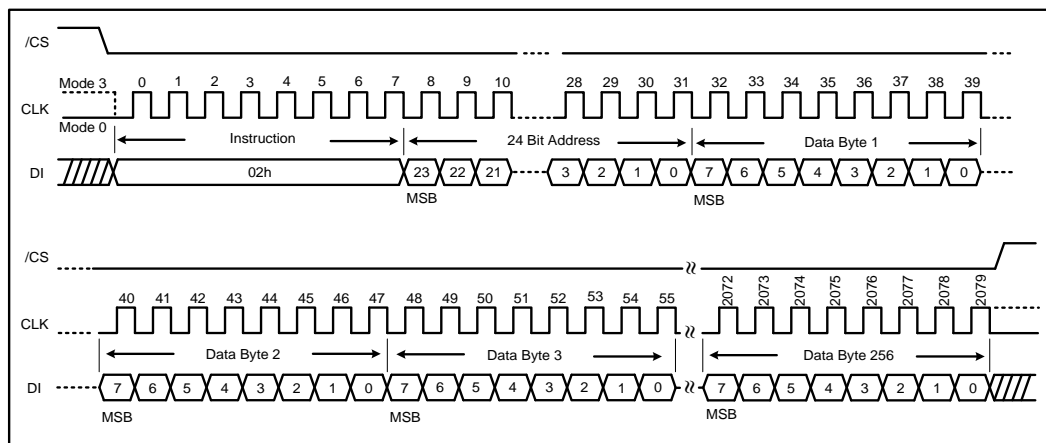 /CS
Mode 3 0 1 2 3 4 5 6 7 8 9 10 28 29 30 31 32 33 34 35 36 37 38 39
CLK
Mode 0 Instruction 24 Bit Address Data Byte 1
DI 02h 23 22 21 3 2 1 0 7 6 5 4 3 2 1 0
MSB MSB
/CS
40 41 42 43 44 45 46 47 48 49 50 51 52 53 54 55 2072 2073 2074 2075 2076 2077 2078 2079
CLK
Data Byte 2 Data Byte 3 Data Byte 256
DI 7 6 5 4 3 2 1 0 7 6 5 4 3 2 1 0 7 6 5 4 3 2 1 0
MSB MSB MSB